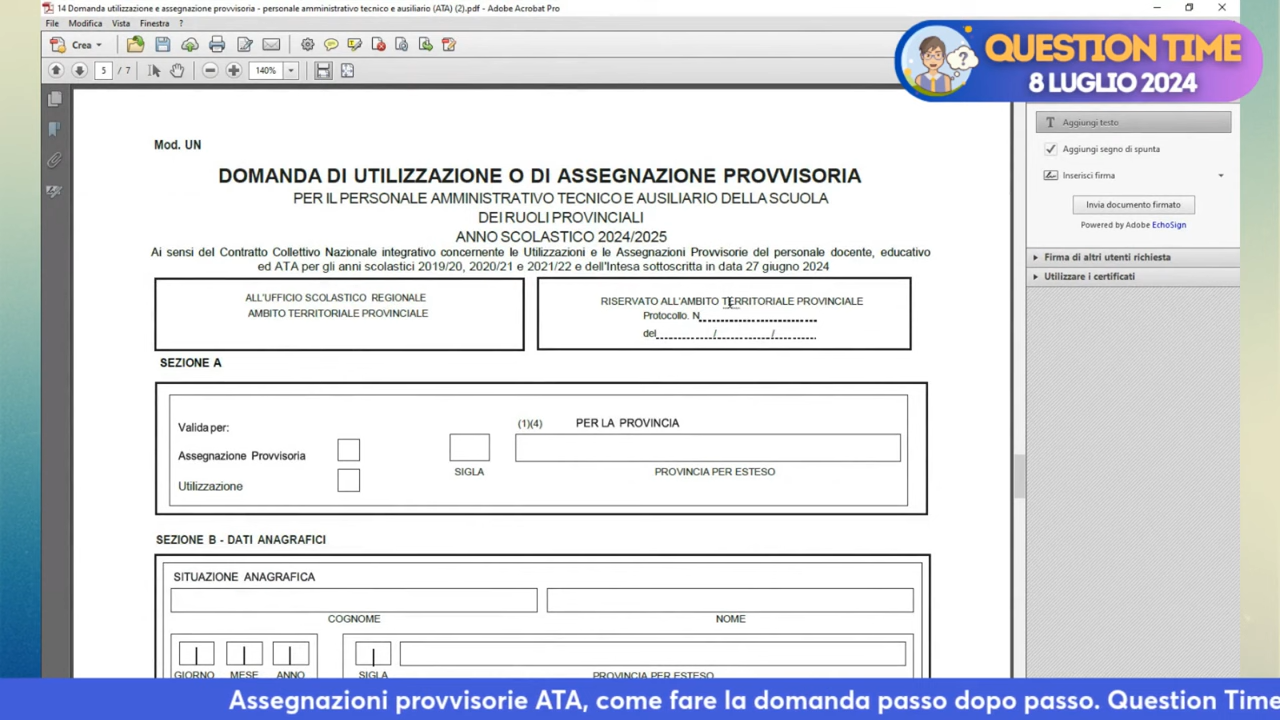 14 Domanda utilizzazione e assegnazione provvisoria - personale amministrativo tecnico e ausiliario (ATA) (2).pdf - Adobe Acrobat Pro
File Modifica Vista Finestra ?
Crea
5 / 7 140%
QUESTION TIME
8 LUGLIO 2024
Aggiungi testo
Aggiungi segno di spunta
Inserisci firma
Invia documento firmato
Powered by Adobe EchoSign
Firma di altri utenti richiesta
Utilizzare i certificati
Mod. UN
DOMANDA DI UTILIZZAZIONE O DI ASSEGNAZIONE PROVVISORIA
PER IL PERSONALE AMMINISTRATIVO TECNICO E AUSILIARIO DELLA SCUOLA
DEI RUOLI PROVINCIALI
ANNO SCOLASTICO 2024/2025
Ai sensi del Contratto Collettivo Nazionale integrativo concernente le Utilizzazioni e le Assegnazioni Provvisorie del personale docente, educativo
ed ATA per gli anni scolastici 2019/20, 2020/21 e 2021/22 e dell'Intesa sottoscritta in data 27 giugno 2024
ALL'UFFICIO SCOLASTICO REGIONALE
AMBITO TERRITORIALE PROVINCIALE
RISERVATO ALL'AMBITO TERRITORIALE PROVINCIALE
Protocollo. N
del / /
SEZIONE A
Valida per:
Assegnazione Provvisoria
Utilizzazione
SIGLA
(1)(4) PER LA PROVINCIA
PROVINCIA PER ESTESO
SEZIONE B - DATI ANAGRAFICI
SITUAZIONE ANAGRAFICA
COGNOME NOME
GIORNO MESE ANNO SIGLA PROVINCIA PER ESTESO
Assegnazioni provvisorie ATA, come fare la domanda passo dopo passo. Question Time